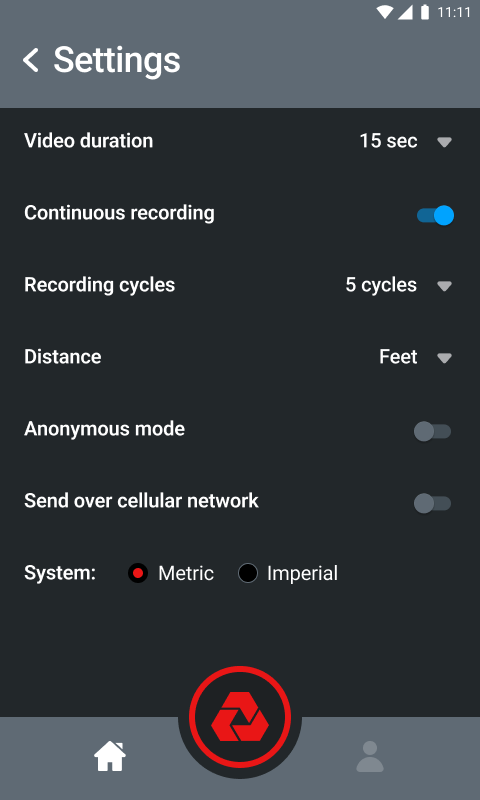 11:11
Settings
Video duration 15 sec
Continuous recording
Recording cycles 5 cycles
Distance Feet
Anonymous mode
Send over cellular network
System: Metric Imperial